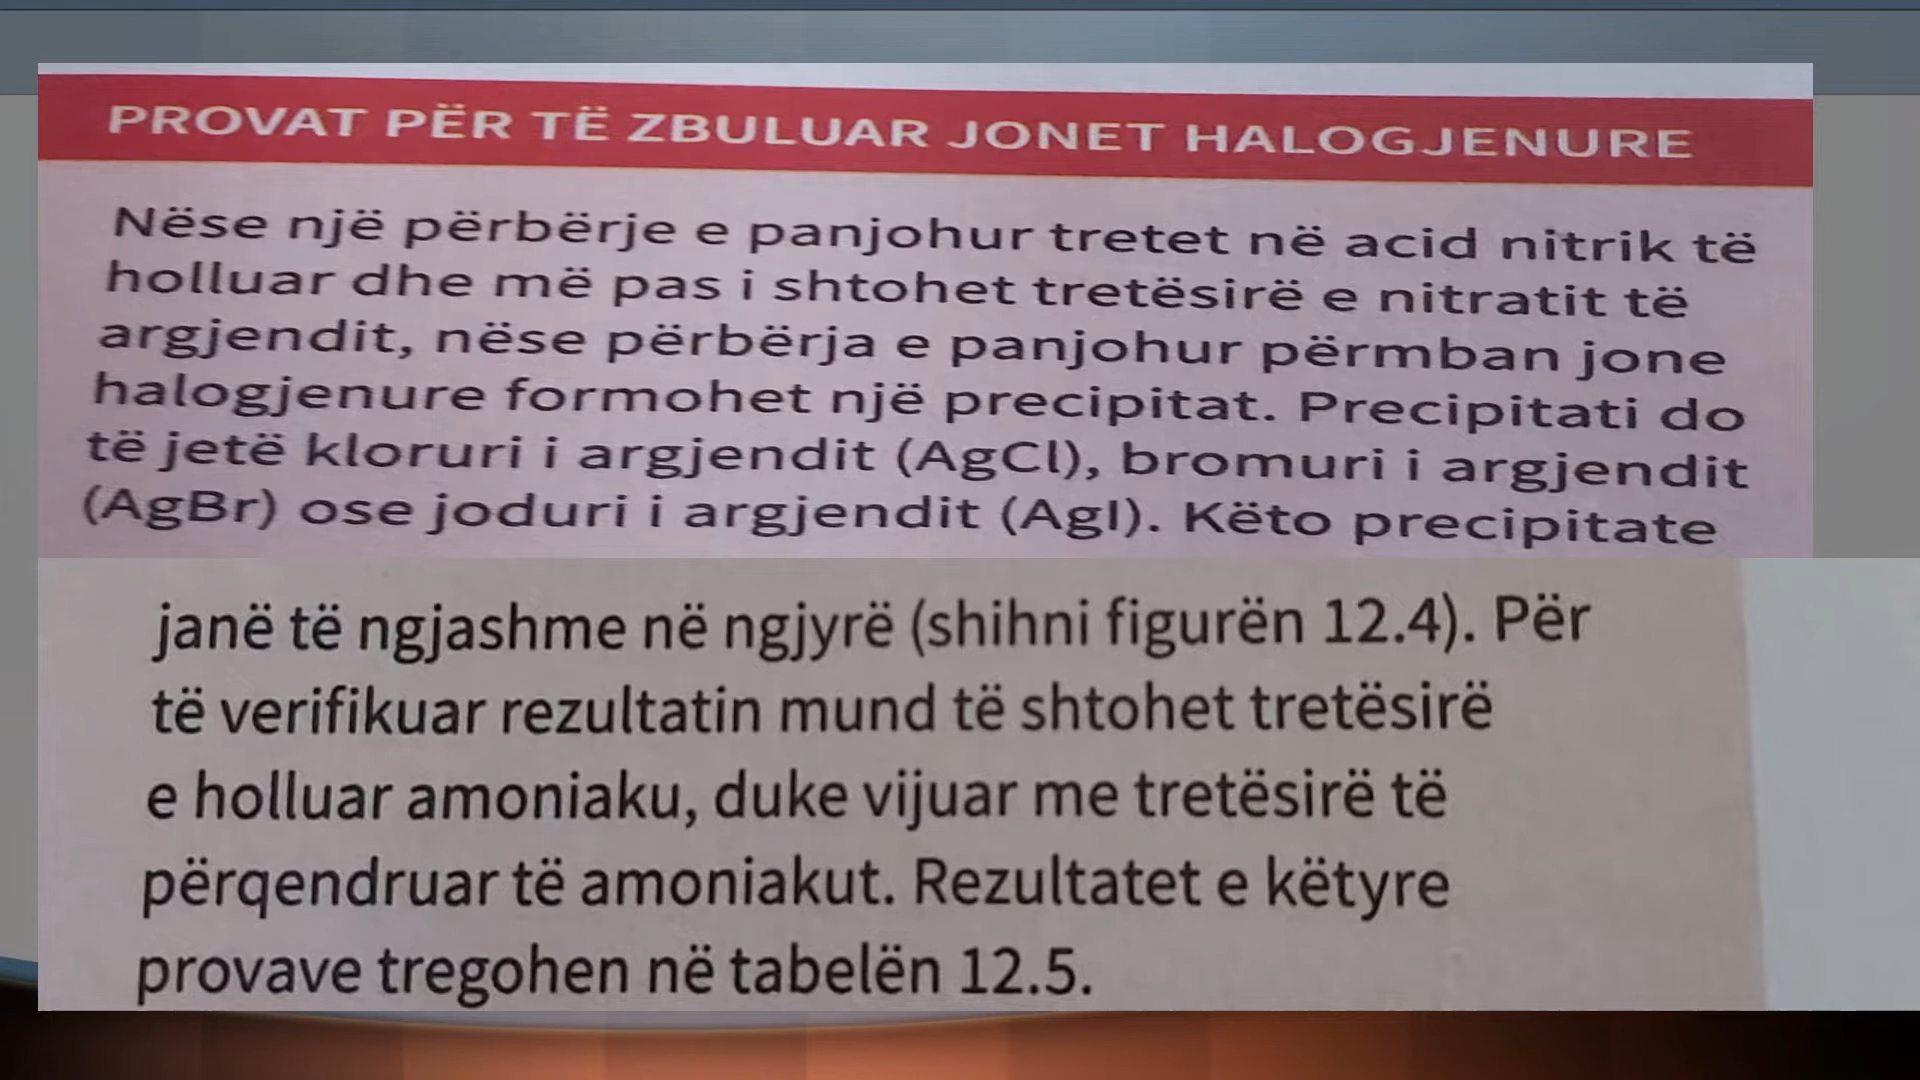 PROVAT PËR TË ZBULUAR JONET HALOGJENURE
Nëse një përbërje e panjohur tretet në acid nitrik të
holluar dhe më pas i shtohet tretësirë e nitratit të
argjendit, nëse përbërja e panjohur përmban jone
halogjenure formohet një precipitat. Precipitati do
të jetë kloruri i argjendit (AgCl), bromuri i argjendit
(AgBr) ose joduri i argjendit (AgI). Këto precipitate
janë të ngjashme në ngjyrë (shihni figurën 12.4). Për
të verifikuar rezultatin mund të shtohet tretësirë
e holluar amoniaku, duke vijuar me tretësirë të
përqendruar të amoniakut. Rezultatet e këtyre
provave tregohen në tabelën 12.5.